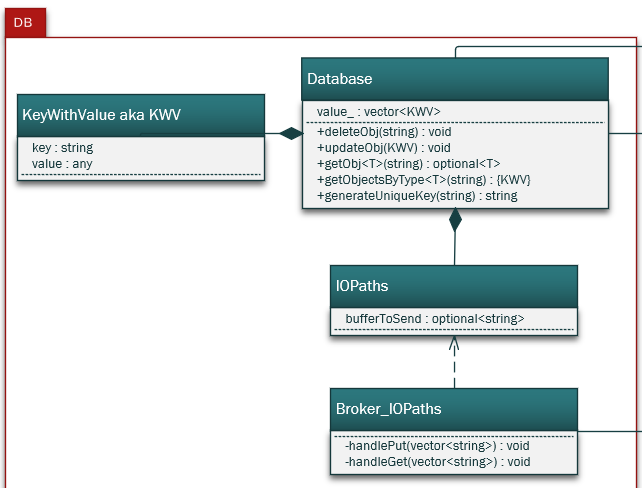 DB
KeyWithValue aka KWV
key : string
value : any
Database
value_ : vector<KWV>
+deleteObj(string) : void
+updateObj(KWV) : void
+getObj<T>(string) : optional<T>
+getObjectsByType<T>(string) : {KWV}
+generateUniqueKey(string) : string
IOPaths
bufferToSend : optional<string>
Broker_IOPaths
-handlePut(vector<string>) : void
-handleGet(vector<string>) : void